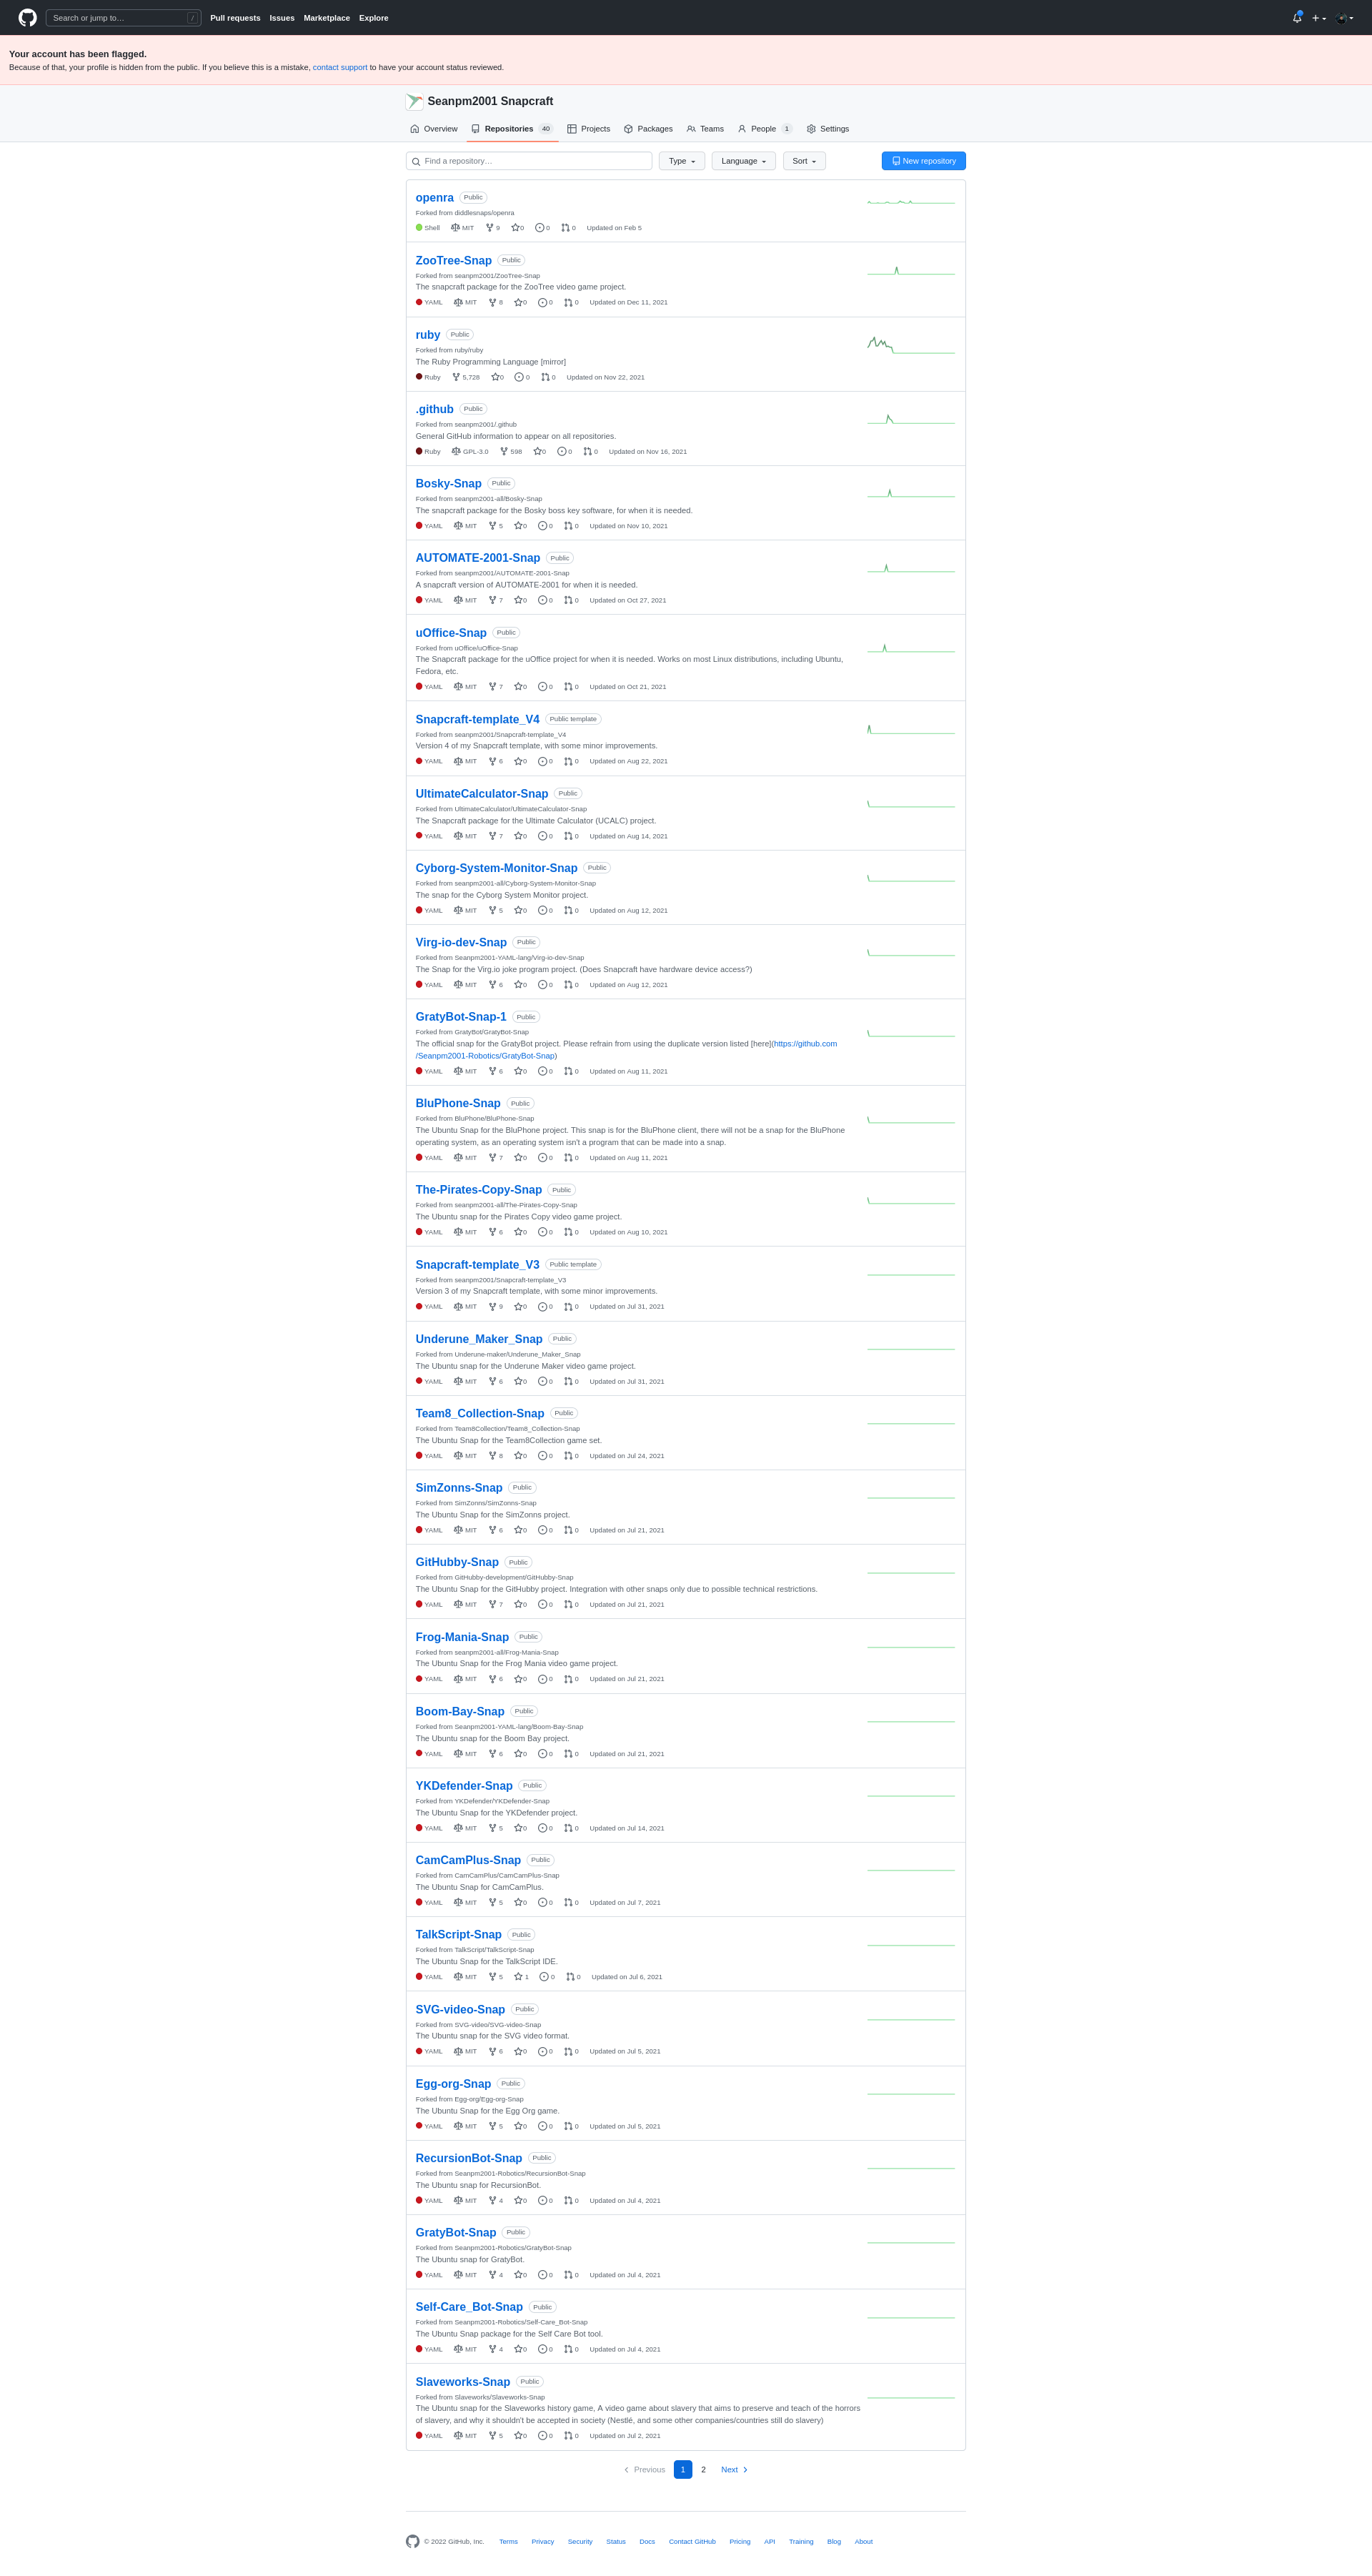 Search or jump to… /
Pull requests Issues Marketplace Explore
Your account has been flagged.
Because of that, your profile is hidden from the public. If you believe this is a mistake, contact support to have your account status reviewed.
Seanpm2001 Snapcraft
Overview Repositories 40 Projects Packages Teams People 1 Settings
Find a repository… Type Language Sort New repository
openra Public
Forked from diddlesnaps/openra
Shell MIT 9 0 0 0 Updated on Feb 5
ZooTree-Snap Public
Forked from seanpm2001/ZooTree-Snap
The snapcraft package for the ZooTree video game project.
YAML MIT 8 0 0 0 Updated on Dec 11, 2021
ruby Public
Forked from ruby/ruby
The Ruby Programming Language [mirror]
Ruby 5,728 0 0 0 Updated on Nov 22, 2021
.github Public
Forked from seanpm2001/.github
General GitHub information to appear on all repositories.
Ruby GPL-3.0 598 0 0 0 Updated on Nov 16, 2021
Bosky-Snap Public
Forked from seanpm2001-all/Bosky-Snap
The snapcraft package for the Bosky boss key software, for when it is needed.
YAML MIT 5 0 0 0 Updated on Nov 10, 2021
AUTOMATE-2001-Snap Public
Forked from seanpm2001/AUTOMATE-2001-Snap
A snapcraft version of AUTOMATE-2001 for when it is needed.
YAML MIT 7 0 0 0 Updated on Oct 27, 2021
uOffice-Snap Public
Forked from uOffice/uOffice-Snap
The Snapcraft package for the uOffice project for when it is needed. Works on most Linux distributions, including Ubuntu,
Fedora, etc.
YAML MIT 7 0 0 0 Updated on Oct 21, 2021
Snapcraft-template_V4 Public template
Forked from seanpm2001/Snapcraft-template_V4
Version 4 of my Snapcraft template, with some minor improvements.
YAML MIT 6 0 0 0 Updated on Aug 22, 2021
UltimateCalculator-Snap Public
Forked from UltimateCalculator/UltimateCalculator-Snap
The Snapcraft package for the Ultimate Calculator (UCALC) project.
YAML MIT 7 0 0 0 Updated on Aug 14, 2021
Cyborg-System-Monitor-Snap Public
Forked from seanpm2001-all/Cyborg-System-Monitor-Snap
The snap for the Cyborg System Monitor project.
YAML MIT 5 0 0 0 Updated on Aug 12, 2021
Virg-io-dev-Snap Public
Forked from Seanpm2001-YAML-lang/Virg-io-dev-Snap
The Snap for the Virg.io joke program project. (Does Snapcraft have hardware device access?)
YAML MIT 6 0 0 0 Updated on Aug 12, 2021
GratyBot-Snap-1 Public
Forked from GratyBot/GratyBot-Snap
The official snap for the GratyBot project. Please refrain from using the duplicate version listed [here](https://github.com
/Seanpm2001-Robotics/GratyBot-Snap)
YAML MIT 6 0 0 0 Updated on Aug 11, 2021
BluPhone-Snap Public
Forked from BluPhone/BluPhone-Snap
The Ubuntu Snap for the BluPhone project. This snap is for the BluPhone client, there will not be a snap for the BluPhone
operating system, as an operating system isn't a program that can be made into a snap.
YAML MIT 7 0 0 0 Updated on Aug 11, 2021
The-Pirates-Copy-Snap Public
Forked from seanpm2001-all/The-Pirates-Copy-Snap
The Ubuntu snap for the Pirates Copy video game project.
YAML MIT 6 0 0 0 Updated on Aug 10, 2021
Snapcraft-template_V3 Public template
Forked from seanpm2001/Snapcraft-template_V3
Version 3 of my Snapcraft template, with some minor improvements.
YAML MIT 9 0 0 0 Updated on Jul 31, 2021
Underune_Maker_Snap Public
Forked from Underune-maker/Underune_Maker_Snap
The Ubuntu snap for the Underune Maker video game project.
YAML MIT 6 0 0 0 Updated on Jul 31, 2021
Team8_Collection-Snap Public
Forked from Team8Collection/Team8_Collection-Snap
The Ubuntu Snap for the Team8Collection game set.
YAML MIT 8 0 0 0 Updated on Jul 24, 2021
SimZonns-Snap Public
Forked from SimZonns/SimZonns-Snap
The Ubuntu Snap for the SimZonns project.
YAML MIT 6 0 0 0 Updated on Jul 21, 2021
GitHubby-Snap Public
Forked from GitHubby-development/GitHubby-Snap
The Ubuntu Snap for the GitHubby project. Integration with other snaps only due to possible technical restrictions.
YAML MIT 7 0 0 0 Updated on Jul 21, 2021
Frog-Mania-Snap Public
Forked from seanpm2001-all/Frog-Mania-Snap
The Ubuntu Snap for the Frog Mania video game project.
YAML MIT 6 0 0 0 Updated on Jul 21, 2021
Boom-Bay-Snap Public
Forked from Seanpm2001-YAML-lang/Boom-Bay-Snap
The Ubuntu snap for the Boom Bay project.
YAML MIT 6 0 0 0 Updated on Jul 21, 2021
YKDefender-Snap Public
Forked from YKDefender/YKDefender-Snap
The Ubuntu Snap for the YKDefender project.
YAML MIT 5 0 0 0 Updated on Jul 14, 2021
CamCamPlus-Snap Public
Forked from CamCamPlus/CamCamPlus-Snap
The Ubuntu Snap for CamCamPlus.
YAML MIT 5 0 0 0 Updated on Jul 7, 2021
TalkScript-Snap Public
Forked from TalkScript/TalkScript-Snap
The Ubuntu Snap for the TalkScript IDE.
YAML MIT 5 1 0 0 Updated on Jul 6, 2021
SVG-video-Snap Public
Forked from SVG-video/SVG-video-Snap
The Ubuntu snap for the SVG video format.
YAML MIT 6 0 0 0 Updated on Jul 5, 2021
Egg-org-Snap Public
Forked from Egg-org/Egg-org-Snap
The Ubuntu Snap for the Egg Org game.
YAML MIT 5 0 0 0 Updated on Jul 5, 2021
RecursionBot-Snap Public
Forked from Seanpm2001-Robotics/RecursionBot-Snap
The Ubuntu snap for RecursionBot.
YAML MIT 4 0 0 0 Updated on Jul 4, 2021
GratyBot-Snap Public
Forked from Seanpm2001-Robotics/GratyBot-Snap
The Ubuntu snap for GratyBot.
YAML MIT 4 0 0 0 Updated on Jul 4, 2021
Self-Care_Bot-Snap Public
Forked from Seanpm2001-Robotics/Self-Care_Bot-Snap
The Ubuntu Snap package for the Self Care Bot tool.
YAML MIT 4 0 0 0 Updated on Jul 4, 2021
Slaveworks-Snap Public
Forked from Slaveworks/Slaveworks-Snap
The Ubuntu snap for the Slaveworks history game, A video game about slavery that aims to preserve and teach of the horrors
of slavery, and why it shouldn't be accepted in society (Nestlé, and some other companies/countries still do slavery)
YAML MIT 5 0 0 0 Updated on Jul 2, 2021
Previous 1 2 Next
© 2022 GitHub, Inc. Terms Privacy Security Status Docs Contact GitHub Pricing API Training Blog About